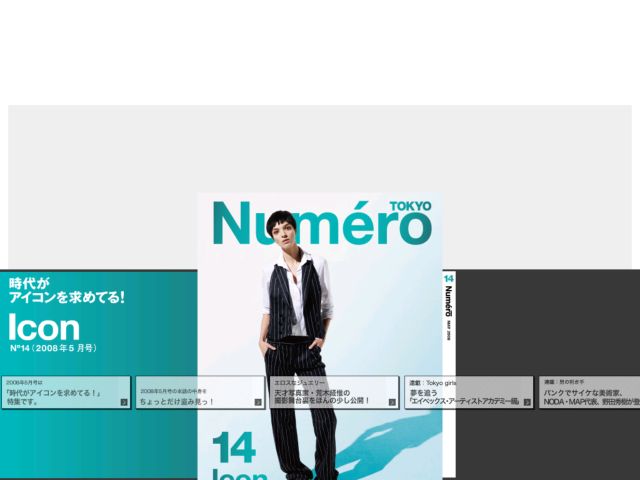 TOKYO
Numéro
時代が
アイコンを求めてる!
Icon
Nº14(2008年5月号)
14
Numéro
MAY 2008
2008年5月号は
「時代がアイコンを求めてる!」
特集です。
2008年5月号の本誌の中身を
ちょっとだけ盗み見っ!
エロスなジュエリー
天才写真家・荒木経惟の
撮影舞台裏をほんの少し公開!
連載:Tokyo girls
夢を追う
「エイベックス・アーティストアカデミー編」
連載:男の利き手
パンクでサイケな美術家、
NODA・MAP代表、野田秀樹が登
14
Icon